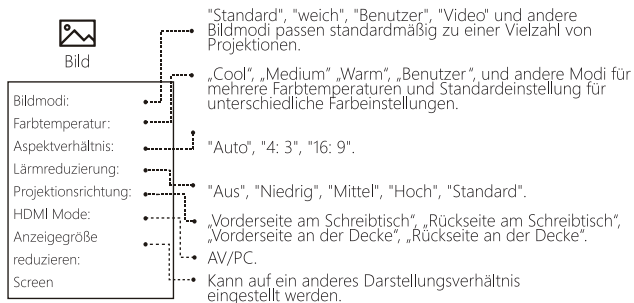 Bild
Bildmodi:
Farbtemperatur:
Aspektverhältnis:
Lärmreduzierung:
Projektionsrichtung:
HDMI Mode:
Anzeigegröße
reduzieren:
Screen
"Standard", "weich", "Benutzer", "Video" und andere
Bildmodi passen standardmäßig zu einer Vielzahl von
Projektionen.
„Cool“, „Medium“ „Warm“, „Benutzer“, und andere Modi für
mehrere Farbtemperaturen und Standardeinstellung für
unterschiedliche Farbeinstellungen.
"Auto", "4: 3", "16: 9".
"Aus", "Niedrig", "Mittel", "Hoch", "Standard".
„Vorderseite am Schreibtisch“, „Rückseite am Schreibtisch“,
„Vorderseite an der Decke“, „Rückseite an der Decke“.
AV/PC.
Kann auf ein anderes Darstellungsverhältnis
eingestellt werden.